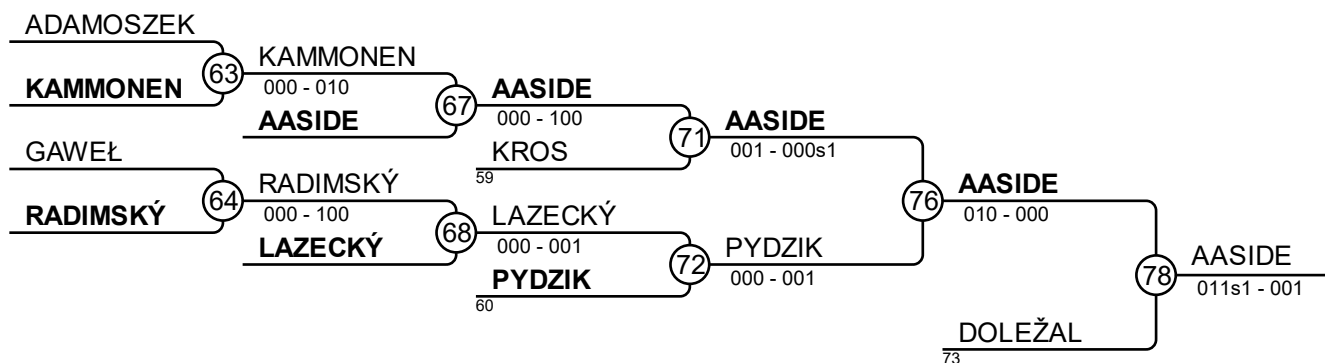 ADAMOSZEK
KAMMONEN
63
KAMMONEN
000 - 010
AASIDE
67
AASIDE
000 - 100
KROS
59
71
AASIDE
001 - 000s1
GAWEŁ
RADIMSKÝ
64
RADIMSKÝ
000 - 100
LAZECKÝ
68
LAZECKÝ
000 - 001
PYDZIK
60
72
PYDZIK
000 - 001
76
AASIDE
010 - 000
DOLEŽAL
73
78
AASIDE
011s1 - 001